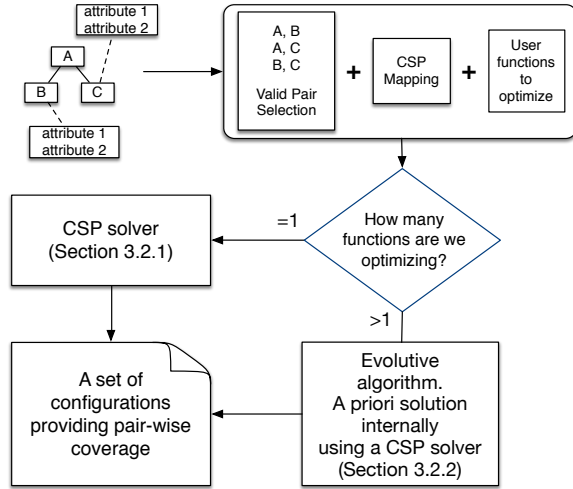 attribute 1
attribute 2
A
B
C
attribute 1
attribute 2
A, B
A, C
B, C
Valid Pair
Selection
+
CSP
Mapping
+
User
functions
to
optimize
How many
functions are we
optimizing?
=1
>1
CSP solver
(Section 3.2.1)
A set of
configurations
providing pair-wise
coverage
Evolutive
algorithm.
A priori solution
internally
using a CSP solver
(Section 3.2.2)